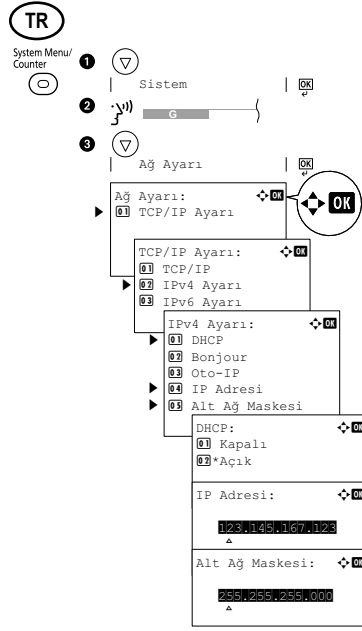 TR
System Menu/
Counter
1
Sistem OK
2 G
3
Ağ Ayarı OK
Ağ Ayarı: OK
01 TCP/IP Ayarı
OK
TCP/IP Ayarı: OK
01 TCP/IP
02 IPv4 Ayarı
03 IPv6 Ayarı
IPv4 Ayarı: OK
01 DHCP
02 Bonjour
03 Oto-IP
04 IP Adresi
05 Alt Ağ Maskesi
DHCP: OK
01 Kapalı
02 *Açık
IP Adresi: OK
123.145.167.123
Alt Ağ Maskesi: OK
255.255.255.000